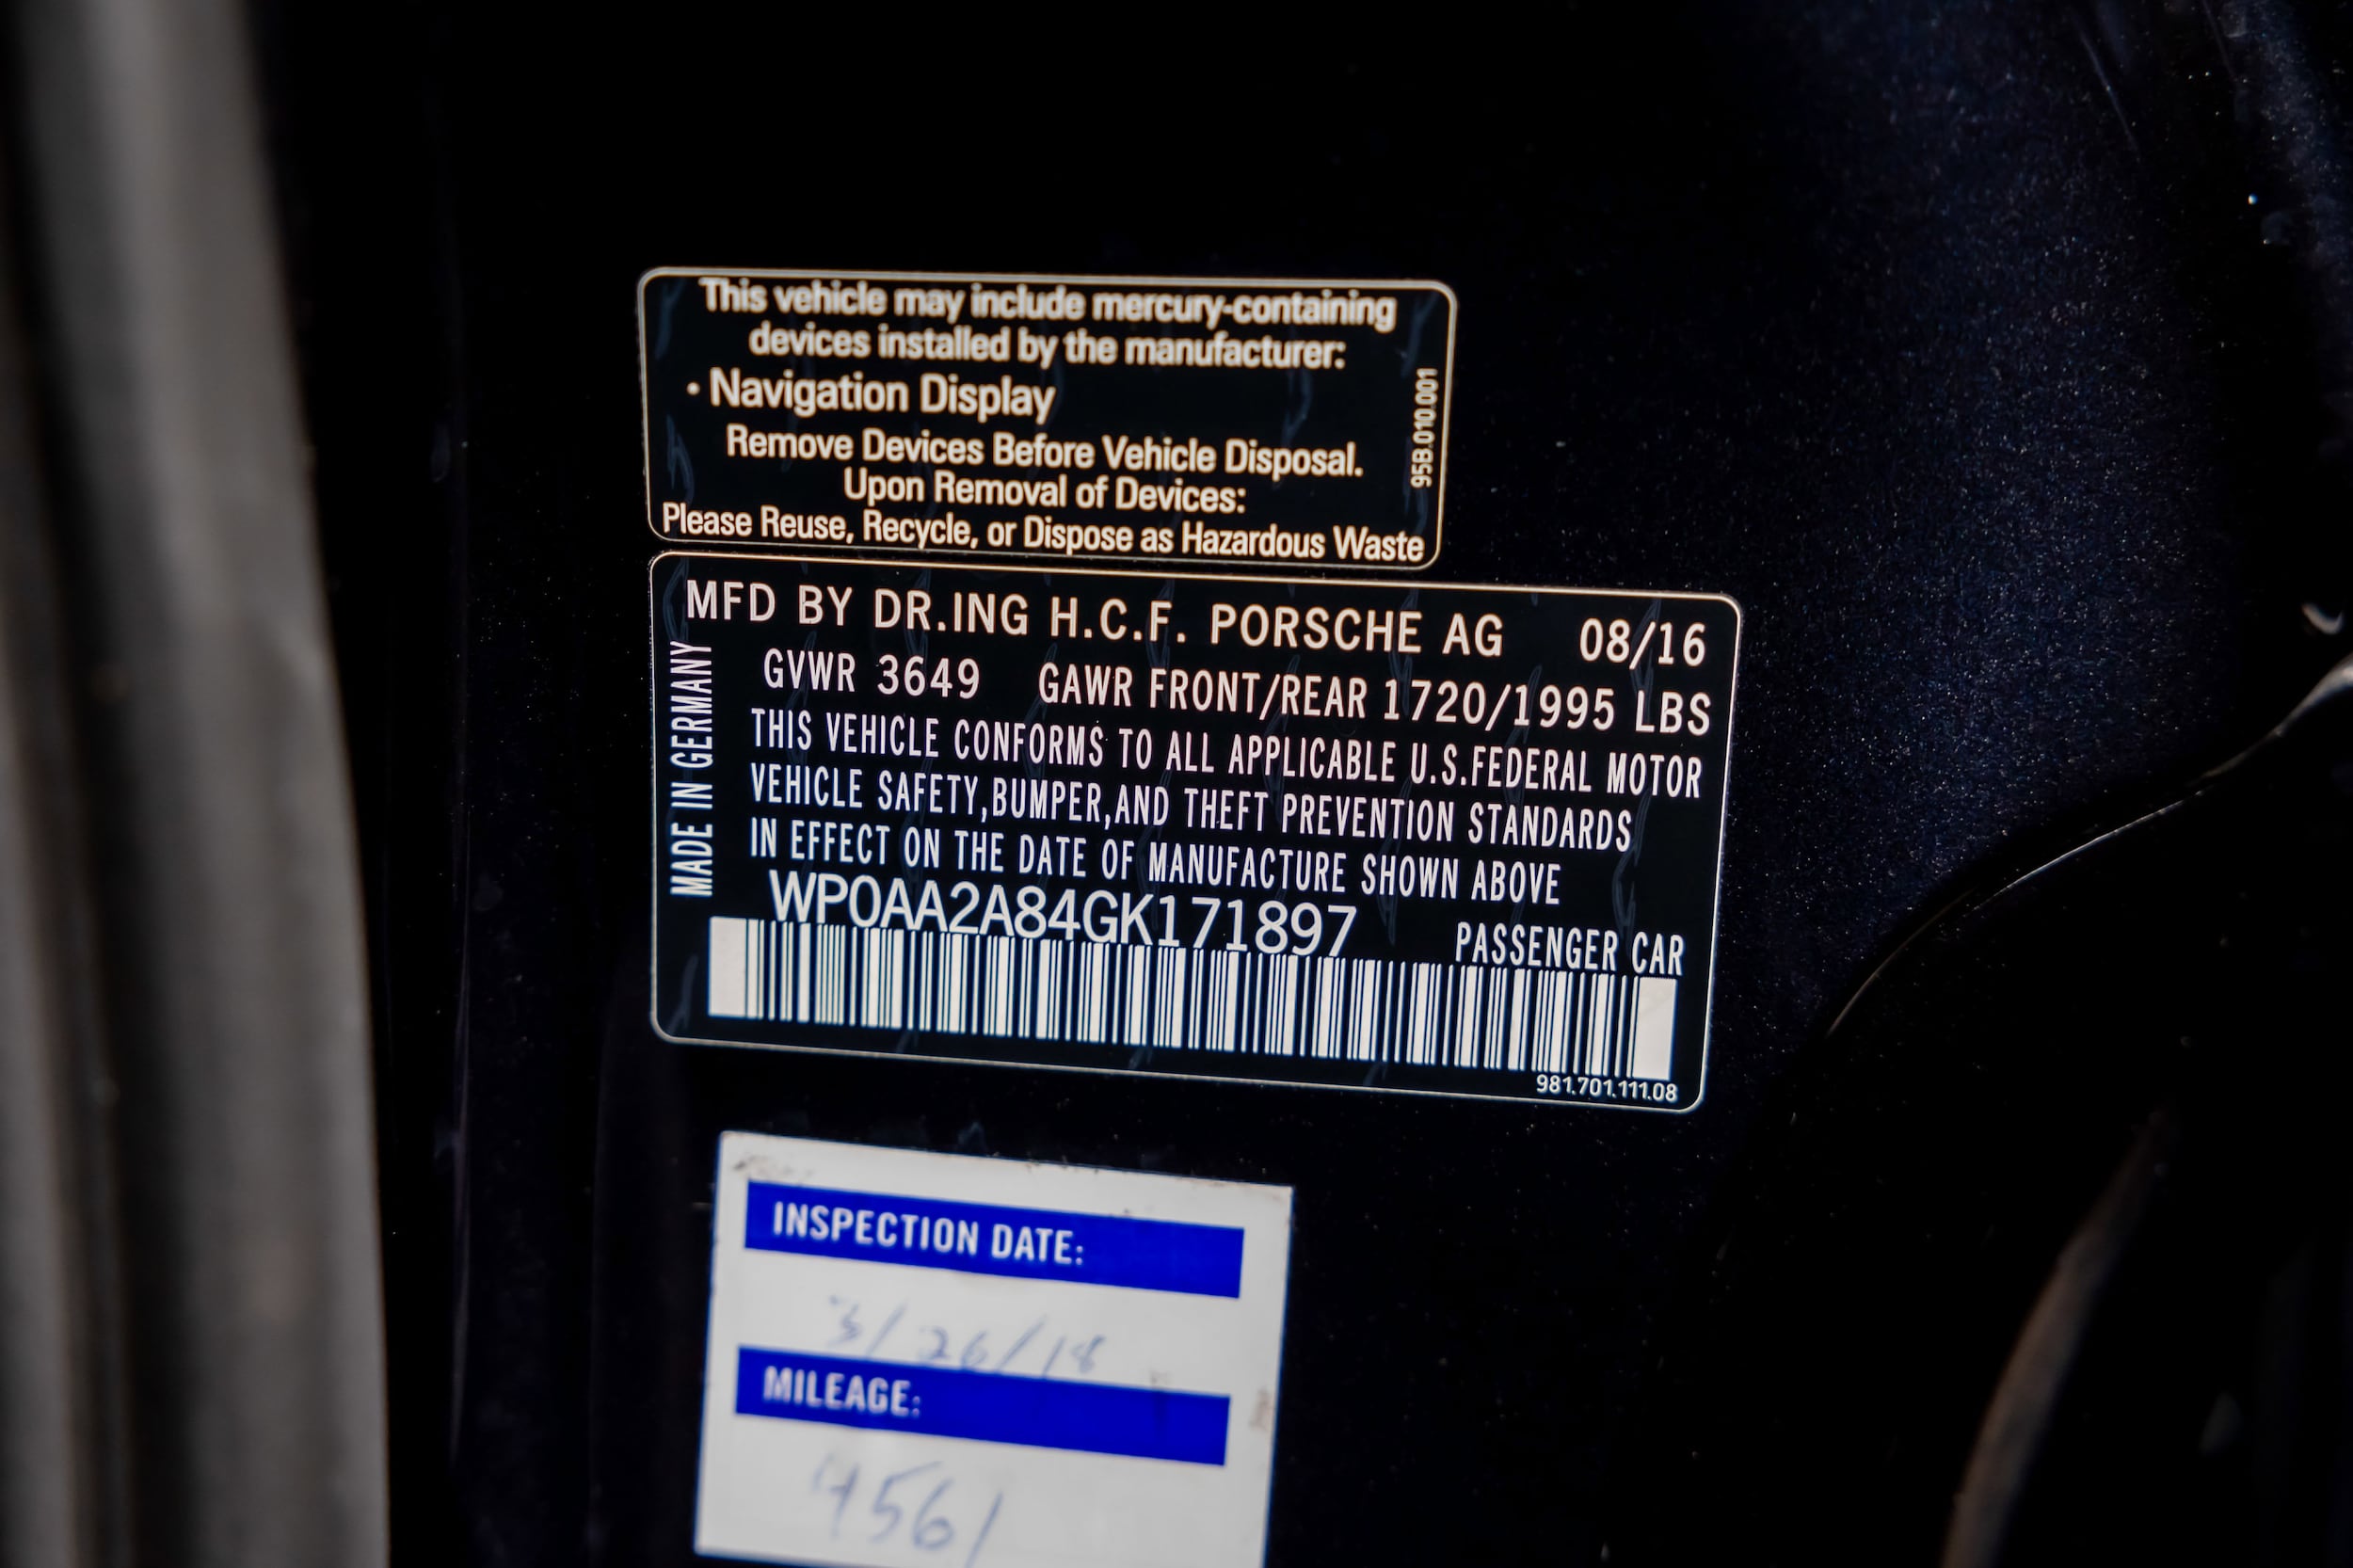 This vehicle may include mercury-containing
devices installed by the manufacturer:
• Navigation Display
Remove Devices Before Vehicle Disposal.
Upon Removal of Devices:
Please Reuse, Recycle, or Dispose as Hazardous Waste
95B.010.001
MFD BY DR.ING H.C.F. PORSCHE AG 08/16
GVWR 3649 GAWR FRONT/REAR 1720/1995 LBS
THIS VEHICLE CONFORMS TO ALL APPLICABLE U.S.FEDERAL MOTOR
VEHICLE SAFETY,BUMPER,AND THEFT PREVENTION STANDARDS
IN EFFECT ON THE DATE OF MANUFACTURE SHOWN ABOVE
WP0AA2A84GK171897 PASSENGER CAR
MADE IN GERMANY
981.701.111.08
INSPECTION DATE:
3/26/18
MILEAGE: